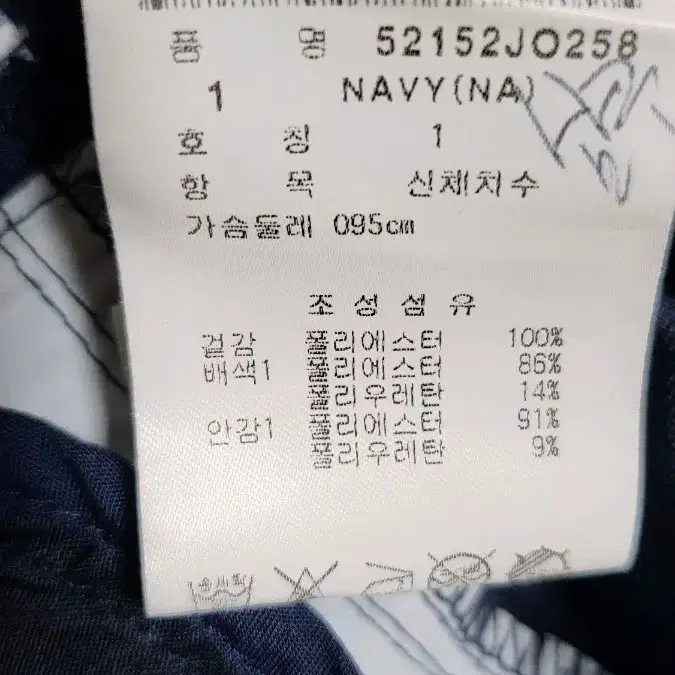 품 명 52152JO258
1 NAVY(NA)
호 칭 1
항 목 신체치수
가슴둘레 095cm
조 성 섬 유
겉감 폴리에스터 100%
배색1 폴리에스터 86%
폴리우레탄 14%
안감1 폴리에스터 91%
폴리우레탄 9%
손세탁